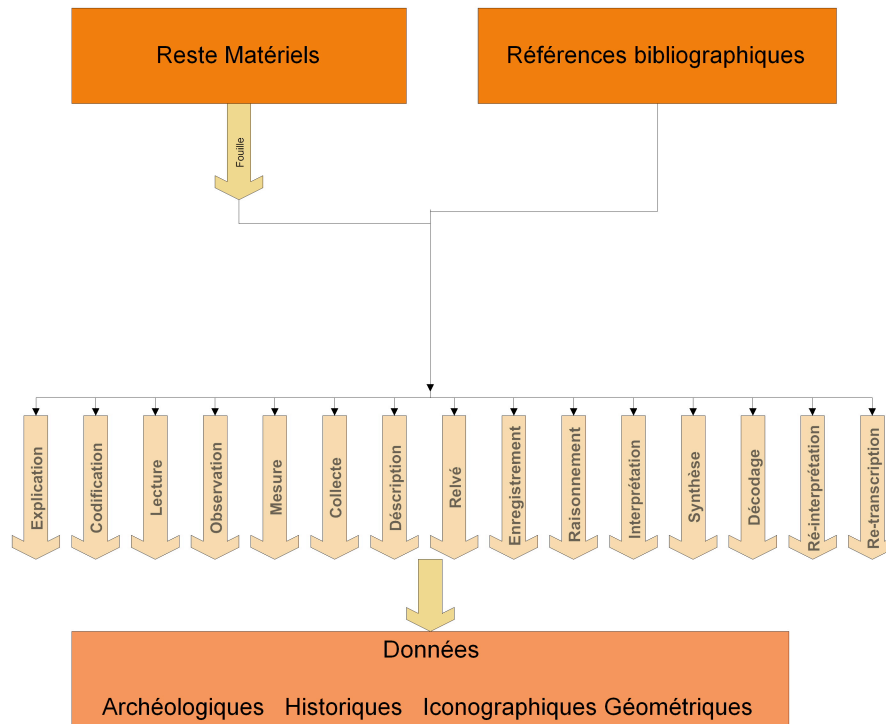 Reste Matériels
Références bibliographiques
Fouille
Explication
Codification
Lecture
Observation
Mesure
Collecte
Déscription
Relvé
Enregistrement
Raisonnement
Interprétation
Synthèse
Décodage
Ré-interprétation
Re-transcription
Données
Archéologiques Historiques Iconographiques Géométriques